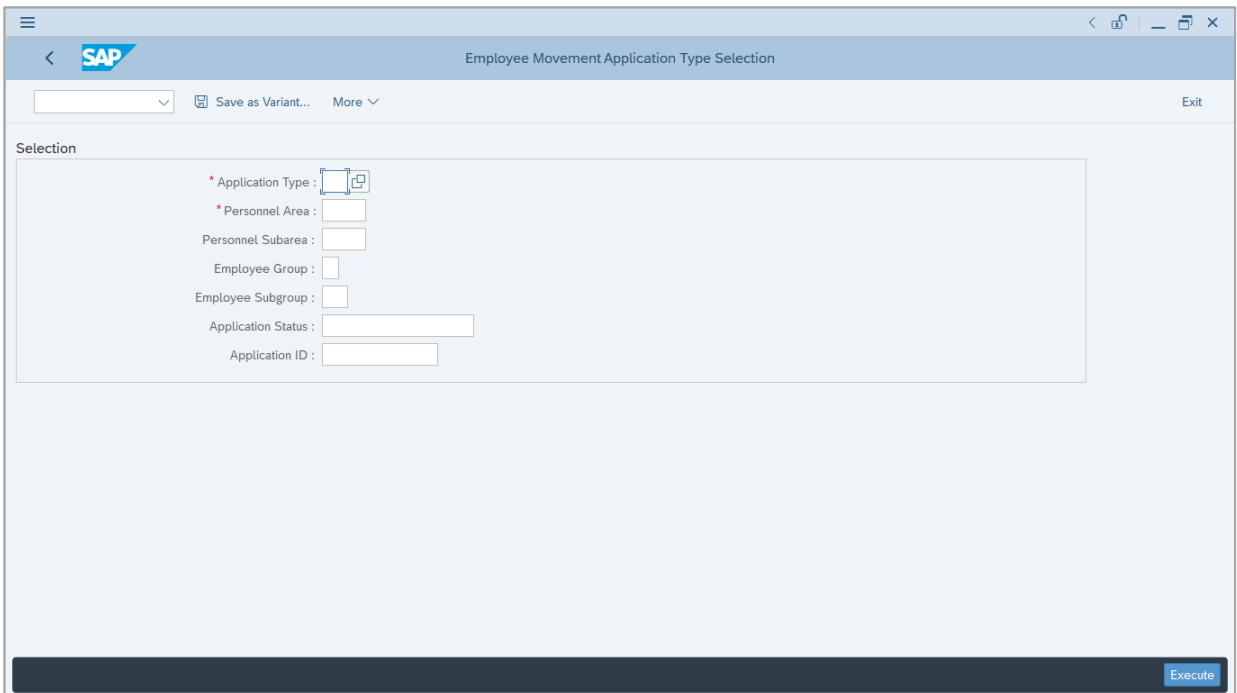 SAP
Employee Movement Application Type Selection
Save as Variant... More Exit
Selection
* Application Type :
* Personnel Area :
Personnel Subarea :
Employee Group :
Employee Subgroup :
Application Status :
Application ID :
Execute